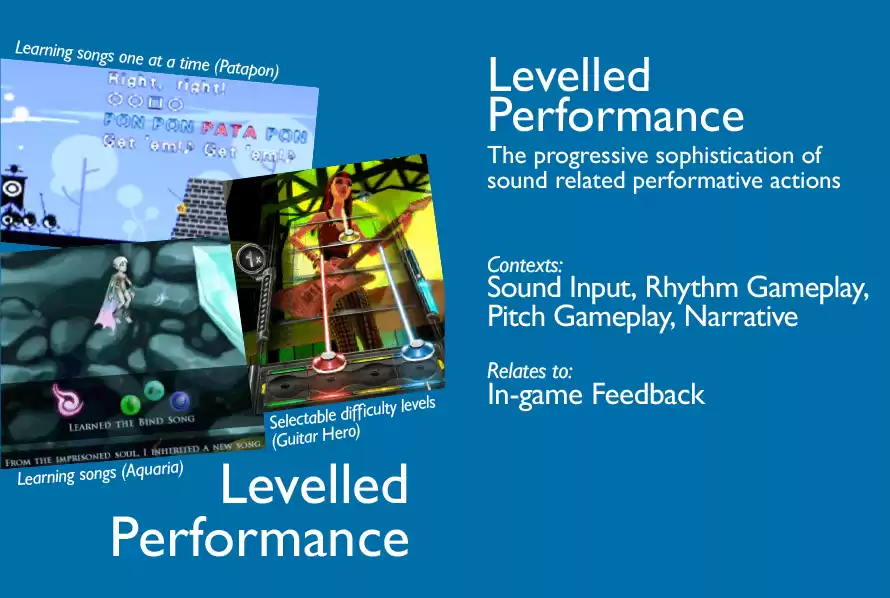 Learning songs one at a time (Patapon)
Right, right!
PON PON PATA PON
Get 'em! Get 'em!
1x
LEARNED THE BIND SONG
FROM THE IMPRISONED SOUL, I INHERITED A NEW SONG.
Learning songs (Aquaria)
Selectable difficulty levels
(Guitar Hero)
Levelled
Performance
Levelled
Performance
The progressive sophistication of
sound related performative actions
Contexts:
Sound Input, Rhythm Gameplay,
Pitch Gameplay, Narrative
Relates to:
In-game Feedback